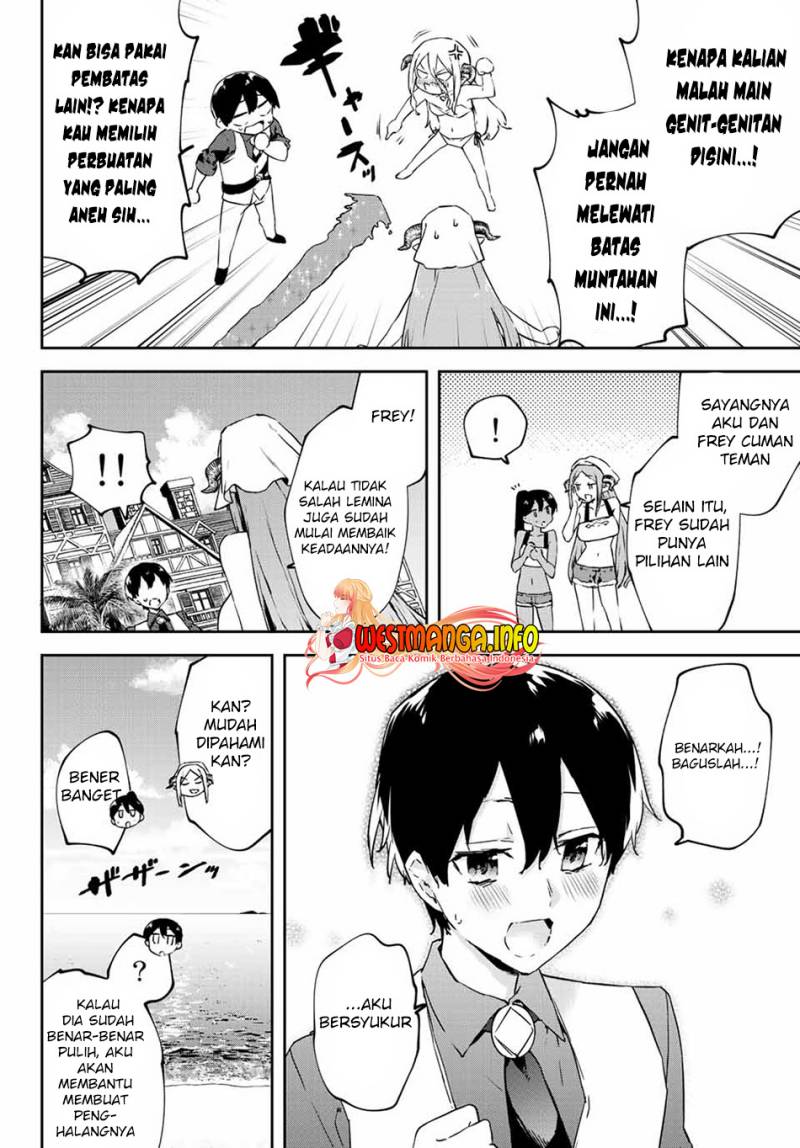 KENAPA KALIAN
MALAH MAIN
GENIT-GENITAN
DISINI...!
JANGAN
PERNAH
MELEWATI
BATAS
MUNTAHAN
INI...!
ギャースッ
KAN BISA PAKAI
PEMBATAS
LAIN!? KENAPA
KAU MEMILIH
PERBUATAN
YANG PALING
ANEH SIH...
SAYANGNYA
AKU DAN
FREY CUMAN
TEMAN
SELAIN ITU,
FREY SUDAH
PUNYA
PILIHAN LAIN
!
FREY!
KALAU TIDAK
SALAH LEMINA
JUGA SUDAH
MULAI MEMBAIK
KEADAANNYA!
!!
WESTMANGA.INFO
Situs Baca Komik Berbahasa Indonesia
BENARKAH...!
BAGUSLAH...!
...AKU
BERSYUKUR
KAN?
MUDAH
DIPAHAMI
KAN?
BENER
BANGET
ザザーンッ
?
KALAU
DIA SUDAH
BENAR-BENAR
PULIH, AKU
AKAN
MEMBANTU
MEMBUAT
PENG-
HALANGNYA